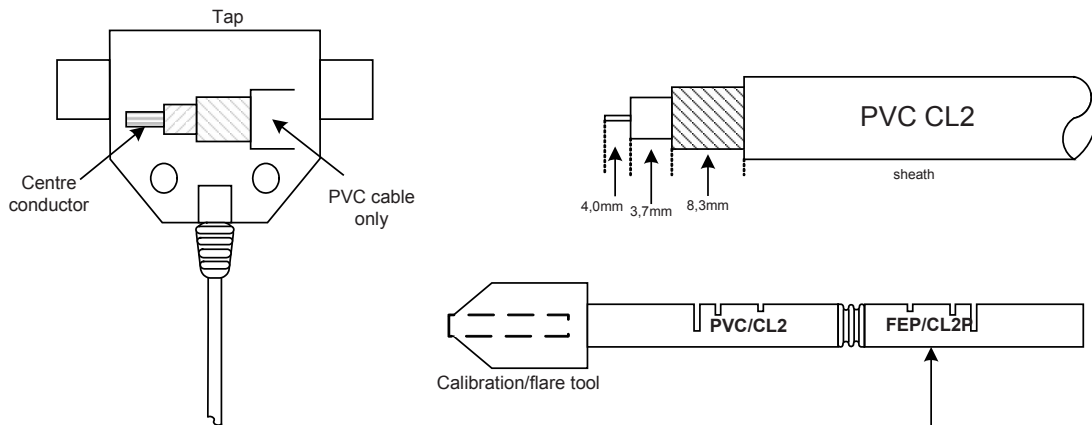 Tap
Centre
conductor
PVC cable
only
PVC CL2
sheath
4,0mm
3,7mm
8,3mm
PVC/CL2
FEP/CL2P
Calibration/flare tool